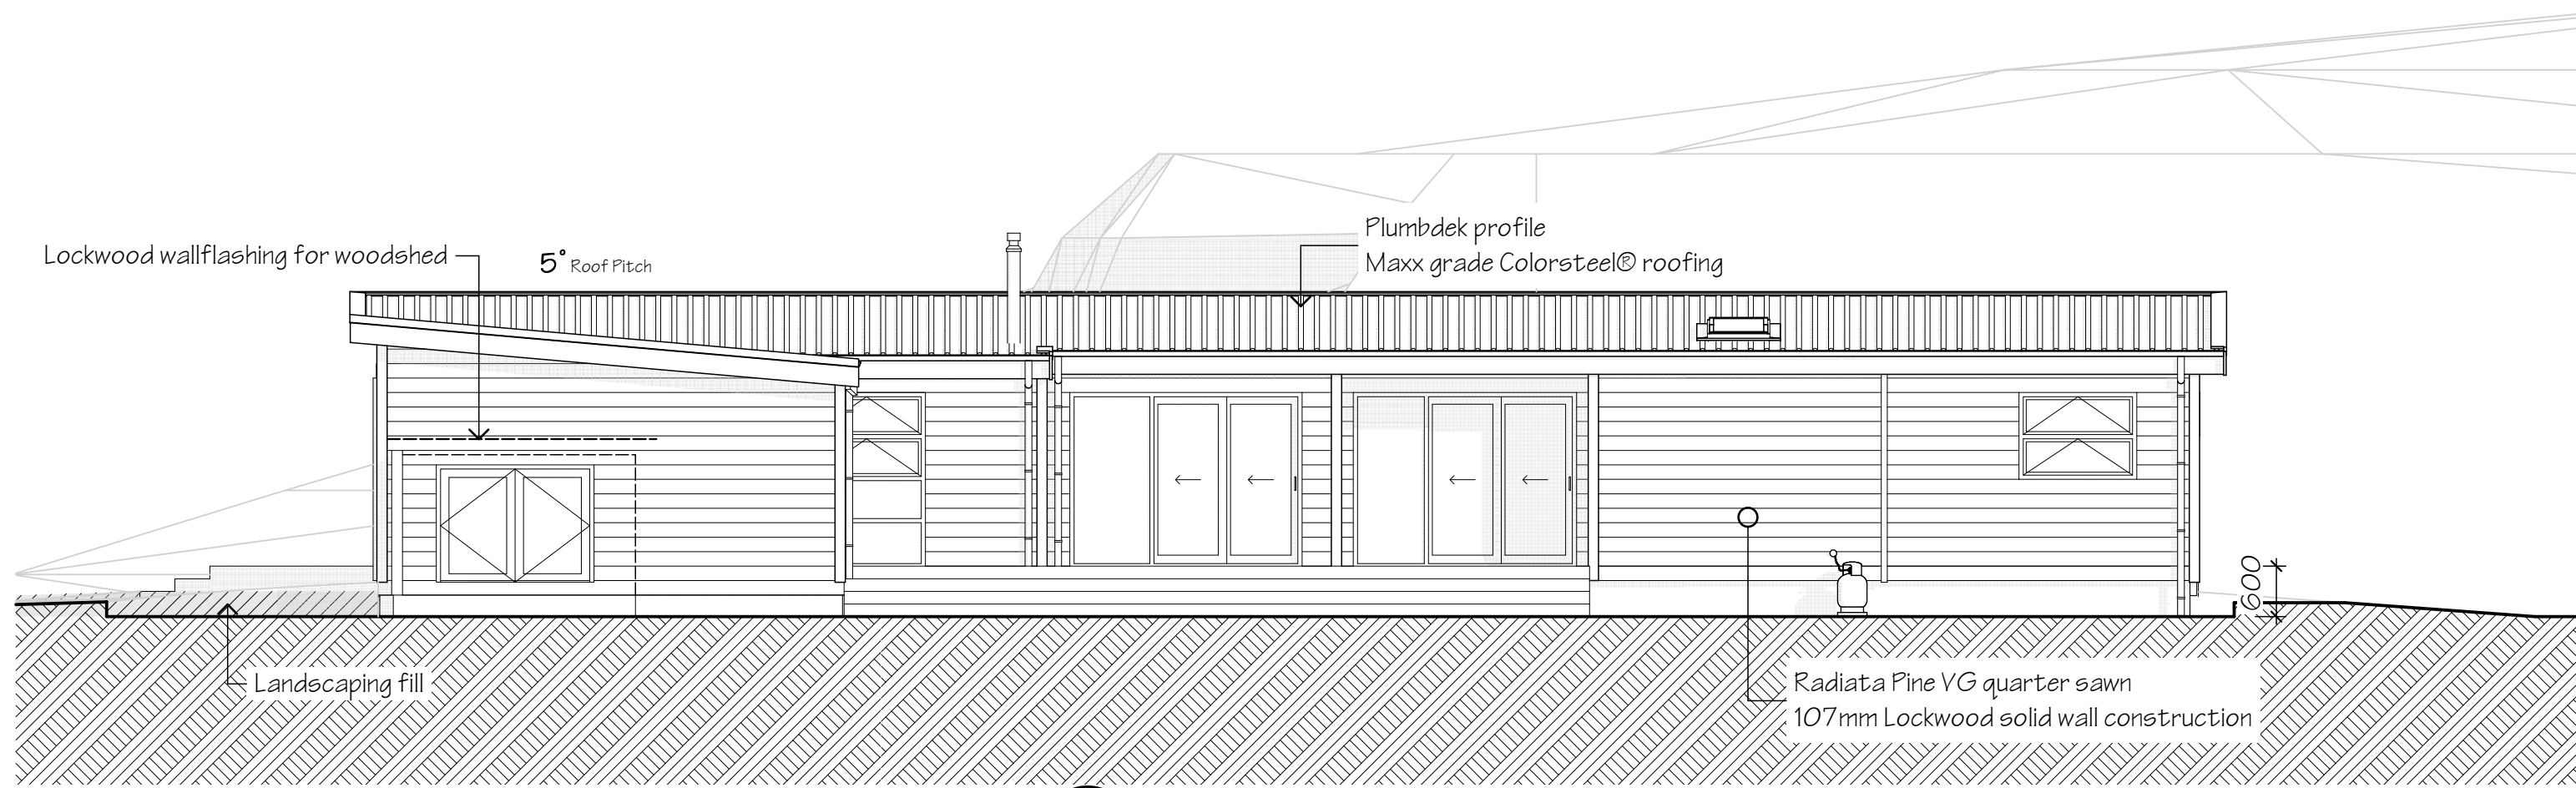 Plumbdek profile
Maxx grade Colorsteel® roofing
Lockwood wallflashing for woodshed
5° Roof Pitch
600
Landscaping fill
Radiata Pine VG quarter sawn
107mm Lockwood solid wall construction